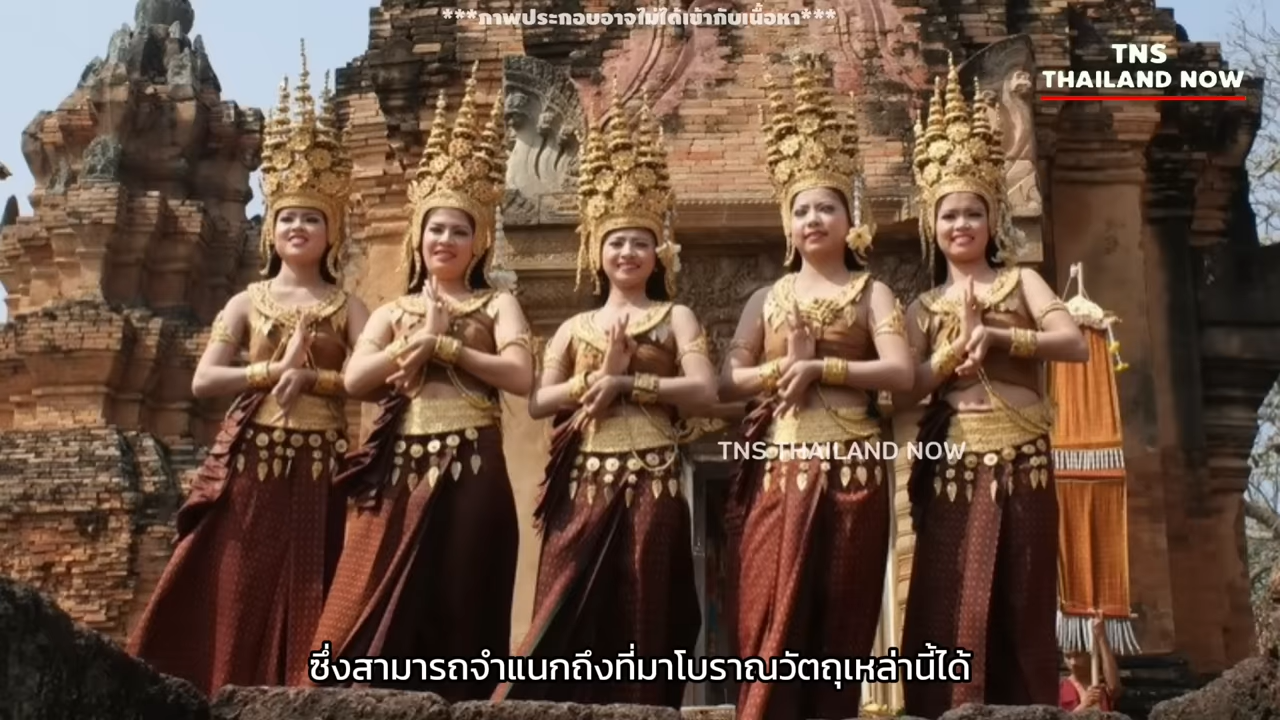 ***ภาพประกอบอาจไม่ได้เข้ากับเนื้อหา***
TNS
THAILAND NOW
TNS THAILAND NOW
ซึ่งสามารถจำแนกถึงที่มาโบราณวัตถุเหล่านี้ได้